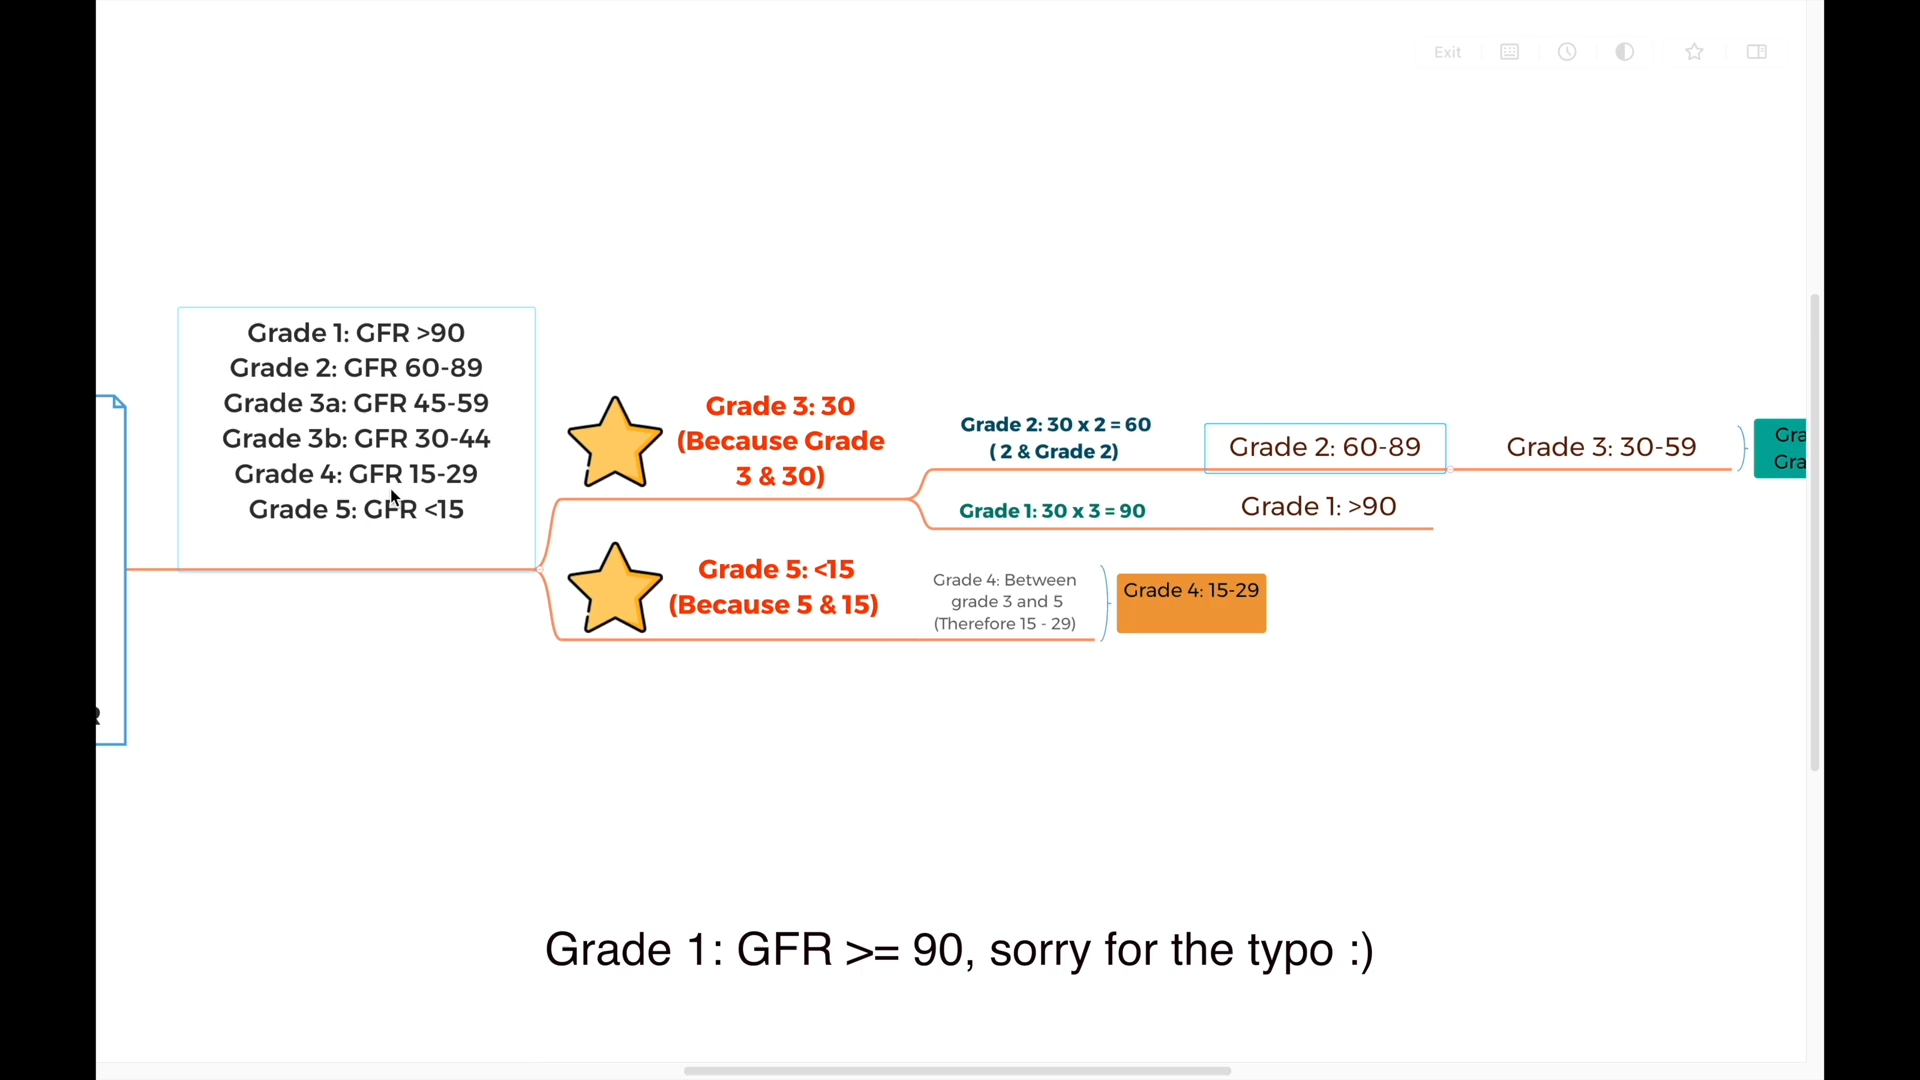 Exit
Grade 1: GFR >90
Grade 2: GFR 60-89
Grade 3a: GFR 45-59
Grade 3b: GFR 30-44
Grade 4: GFR 15-29
Grade 5: GFR <15
Grade 3: 30
(Because Grade
3 & 30)
Grade 2: 30 x 2 = 60
( 2 & Grade 2)
Grade 2: 60-89
Grade 3: 30-59
Gra
Gra
Grade 1: 30 x 3 = 90
Grade 1: >90
Grade 5: <15
(Because 5 & 15)
Grade 4: Between
grade 3 and 5
(Therefore 15 - 29)
Grade 4: 15-29
R
Grade 1: GFR >= 90, sorry for the typo :)